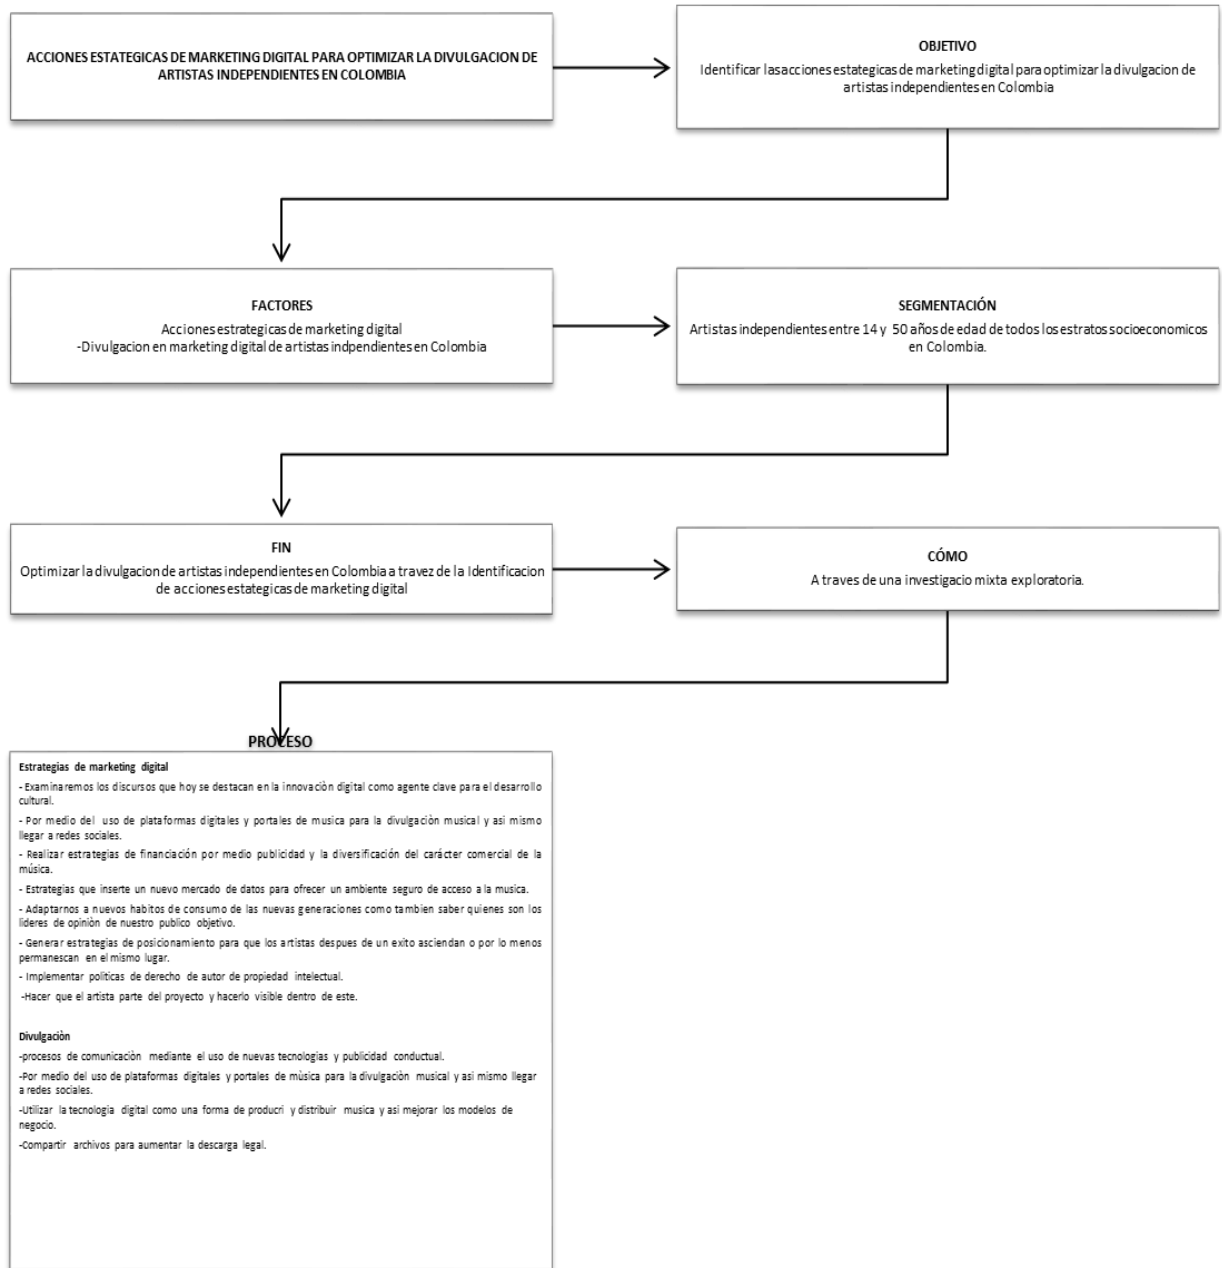 ACCIONES ESTATEGICAS DE MARKETING DIGITAL PARA OPTIMIZAR LA DIVULGACION DE
ARTISTAS INDEPENDIENTES EN COLOMBIA
OBJETIVO
Identificar lasacciones estategicas de marketing digital para optimizar la divulgacion de
artistas independientes en Colombia
FACTORES
Acciones estrategicas de marketing digital
-Divulgacion en marketing digital de artistas indpendientes en Colombia
SEGMENTACIÓN
Artistas independientes entre 14 y 50 años de edad de todos los estratos socioeconomicos
en Colombia.
FIN
Optimizar la divulgacion de artistas independientes en Colombia a travez de la Identificacion
de acciones estategicas de marketing digital
CÓMO
A traves de una investigacio mixta exploratoria.
PROCESO
Estrategias de marketing digital
- Examinaremos los discursos que hoy se destacan en la innovaciòn digital como agente clave para el desarrollo
cultural.
- Por medio del uso de plataformas digitales y portales de musica para la divulgaciòn musical y asi mismo
llegar a redes sociales.
- Realizar estrategias de financiación por medio publicidad y la diversificación del carácter comercial de la
música.
- Estrategias que inserte un nuevo mercado de datos para ofrecer un ambiente seguro de acceso a la musica.
- Adaptarnos a nuevos habitos de consumo de las nuevas generaciones como tambien saber quienes son los
lideres de opiniòn de nuestro publico objetivo.
- Generar estrategias de posicionamiento para que los artistas despues de un exito asciendan o por lo menos
permanescan en el mismo lugar.
- Implementar politicas de derecho de autor de propiedad intelectual.
-Hacer que el artista parte del proyecto y hacerlo visible dentro de este.
Divulgaciòn
-procesos de comunicaciòn mediante el uso de nuevas tecnologias y publicidad conductual.
-Por medio del uso de plataformas digitales y portales de mùsica para la divulgaciòn musical y asi mismo llegar
a redes sociales.
-Utilizar la tecnologia digital como una forma de producri y distribuir musica y asi mejorar los modelos de
negocio.
-Compartir archivos para aumentar la descarga legal.